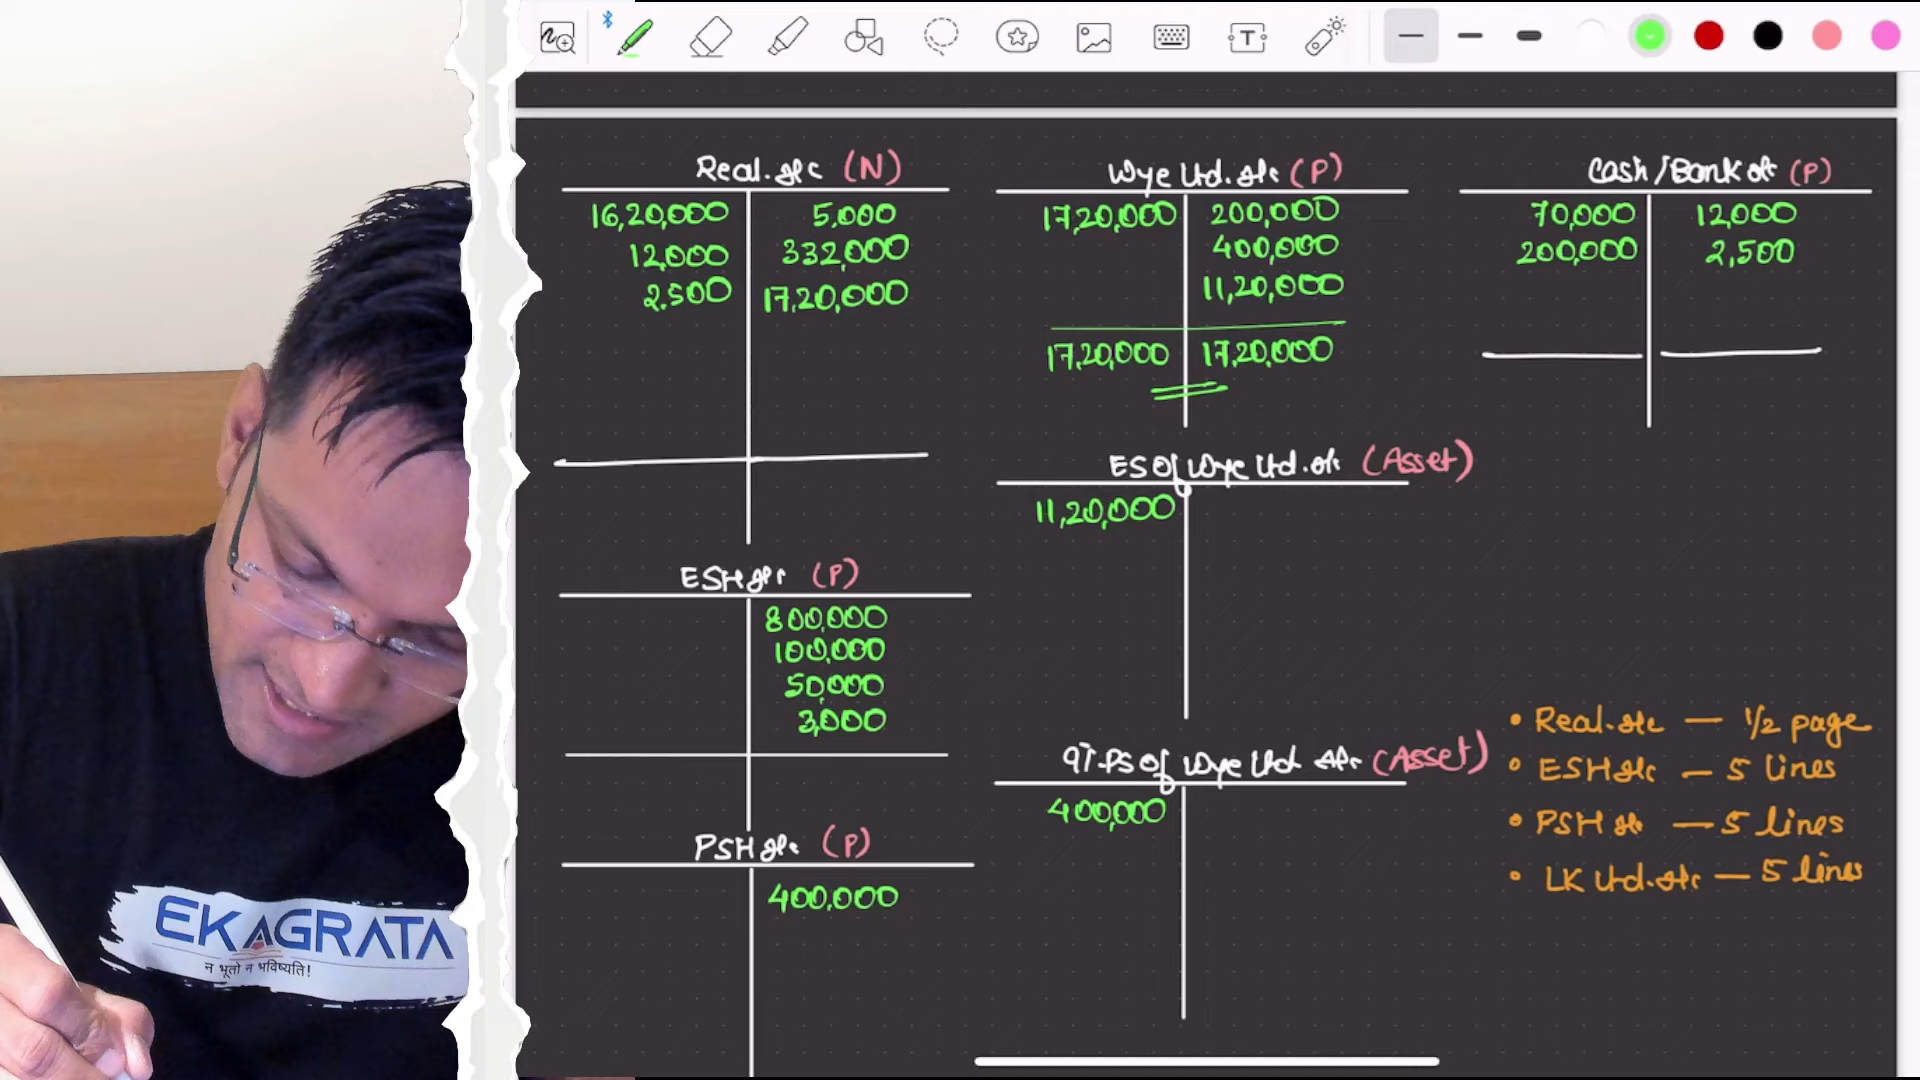 Real. a/c (N)
16,20,000 5,000
12,000 332,000
2,500 17,20,000
Wye Ltd. a/c (P)
17,20,000 200,000
400,000
11,20,000
17,20,000 17,20,000
Cash/Bank a/c (P)
70,000 12,000
200,000 2,500
ES Of Wye Ltd. a/c (Asset)
11,20,000
ESH a/c (P)
800,000
100,000
50,000
3,000
PSH a/c (P)
400,000
PS Of Wye Ltd a/c (Asset)
400,000
• Real. a/c — 1/2 page
• ESH a/c — 5 lines
• PSH a/c — 5 lines
• LK Ltd. a/c — 5 lines
EKAGRATA
न भूतो न भविष्यति!
T